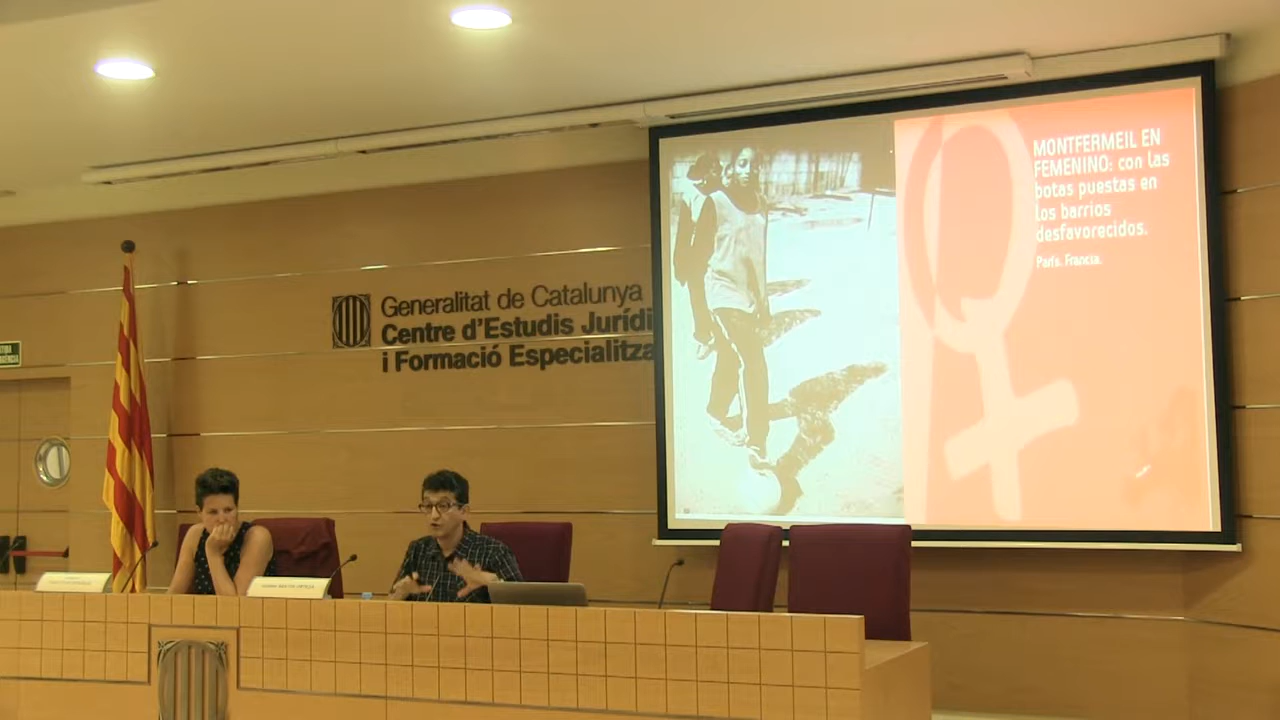 Generalitat de Catalunya
Centre d'Estudis Jurídi
i Formació Especialitza
MONTFERMEIL EN
FEMENINO: con las
botas puestas en
los barrios
desfavorecidos.
París. Francia.